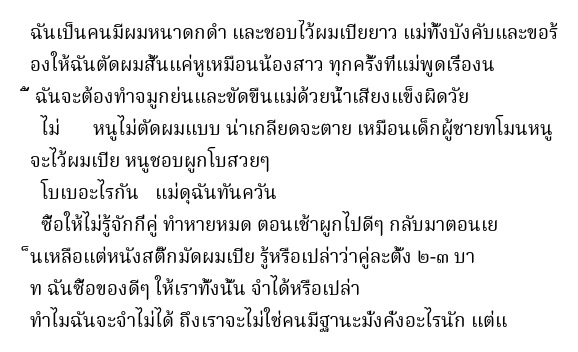 ฉันเป็นคนมีผมหนาดกดำ และชอบไว้ผมเปียยาว แม่ทั้งบังคับและขอร้
องให้ฉันตัดผมสั้นแค่หูเหมือนน้องสาว ทุกครั้งที่แม่พูดเรื่องน
ี้ ฉันจะต้องทำจมูกย่นและขัดขืนแม่ด้วยน้ำเสียงแข็งผิดวัย
ไม่ หนูไม่ตัดผมแบบ น่าเกลียดจะตาย เหมือนเด็กผู้ชายทโมนหนู
จะไว้ผมเปีย หนูชอบผูกโบสวยๆ
โบเบอะไรกัน แม่ดุฉันทันควัน
ซื้อให้ไม่รู้จักกี่คู่ ทำหายหมด ตอนเช้าผูกไปดีๆ กลับมาตอนเย
็นเหลือแต่หนังสติ๊กมัดผมเปีย รู้หรือเปล่าว่าคู่ละตั้ง ๒-๓ บา
ท ฉันซื้อของดีๆ ให้เราทั้งนั้น จำได้หรือเปล่า
ทำไมฉันจะจำไม่ได้ ถึงเราจะไม่ใช่คนมีฐานะมั่งคั่งอะไรนัก แต่แ